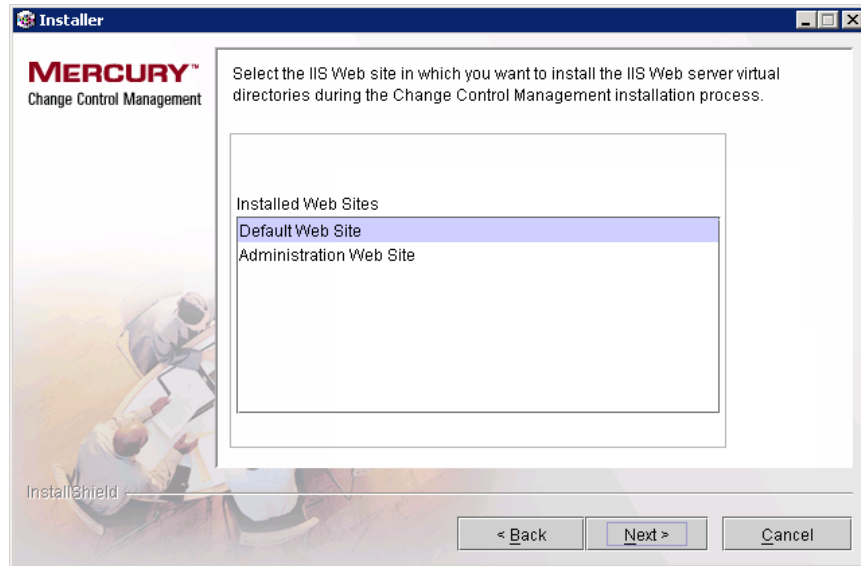 Installer
MERCURY™
Change Control Management
Select the IIS Web site in which you want to install the IIS Web server virtual
directories during the Change Control Management installation process.
Installed Web Sites
Default Web Site
Administration Web Site
InstallShield
< Back
Next >
Cancel